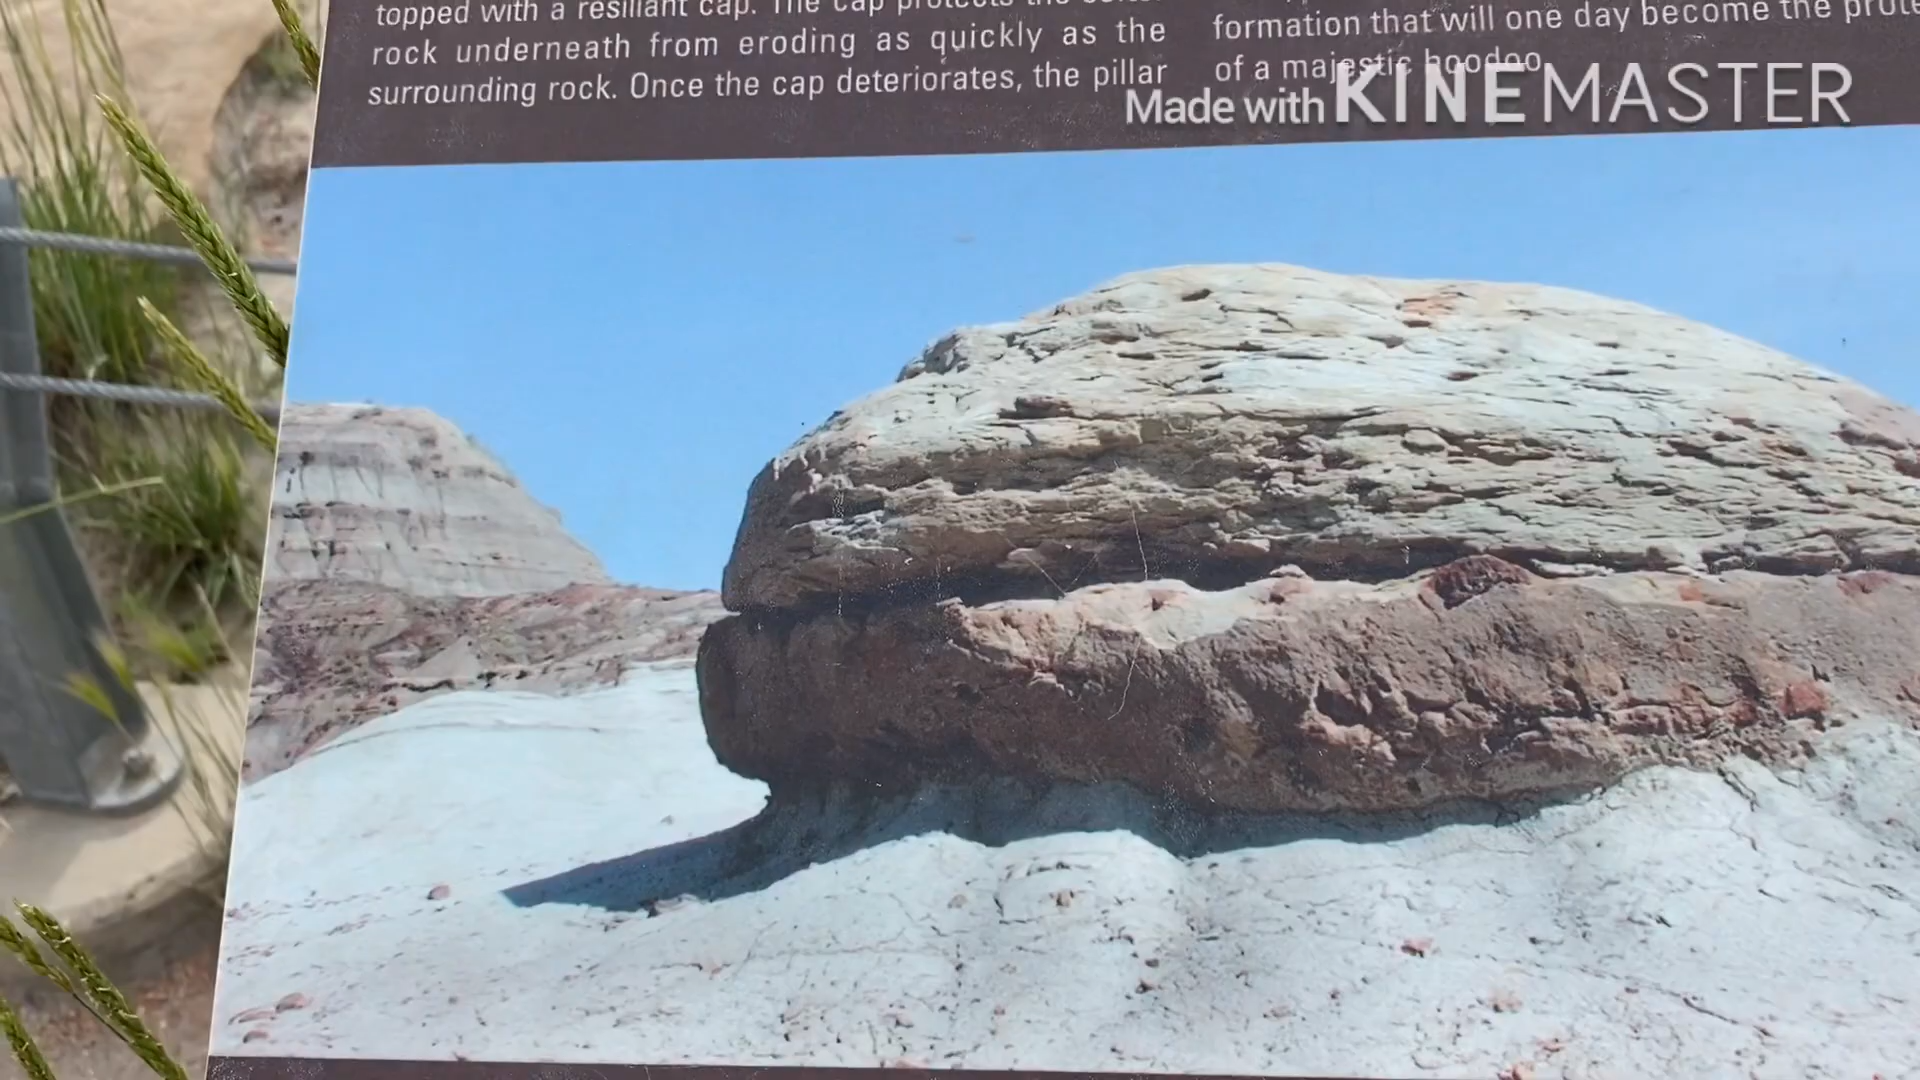 topped with a resiliant cap. The cap protects the
rock underneath from eroding as quickly as the
surrounding rock. Once the cap deteriorates, the pillar
formation that will one day become the
of a majestic hoodoo
Made with KINEMASTER